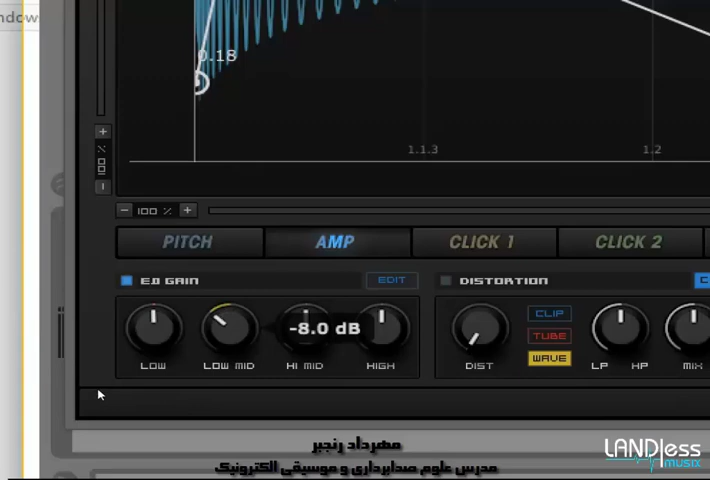 ndow
0.18
1.1.3 1.2
100 %
100 %
PITCH AMP CLICK 1 CLICK 2
E.Q GAIN EDIT DISTORTION
-8.0 dB
CLIP
TUBE
WAVE
LOW LOW MID HI MID HIGH DIST LP HP MIX
مهرداد رنجبر
مدرس علوم صدابرداری و موسیقی الکترونیک
LANDless
musix